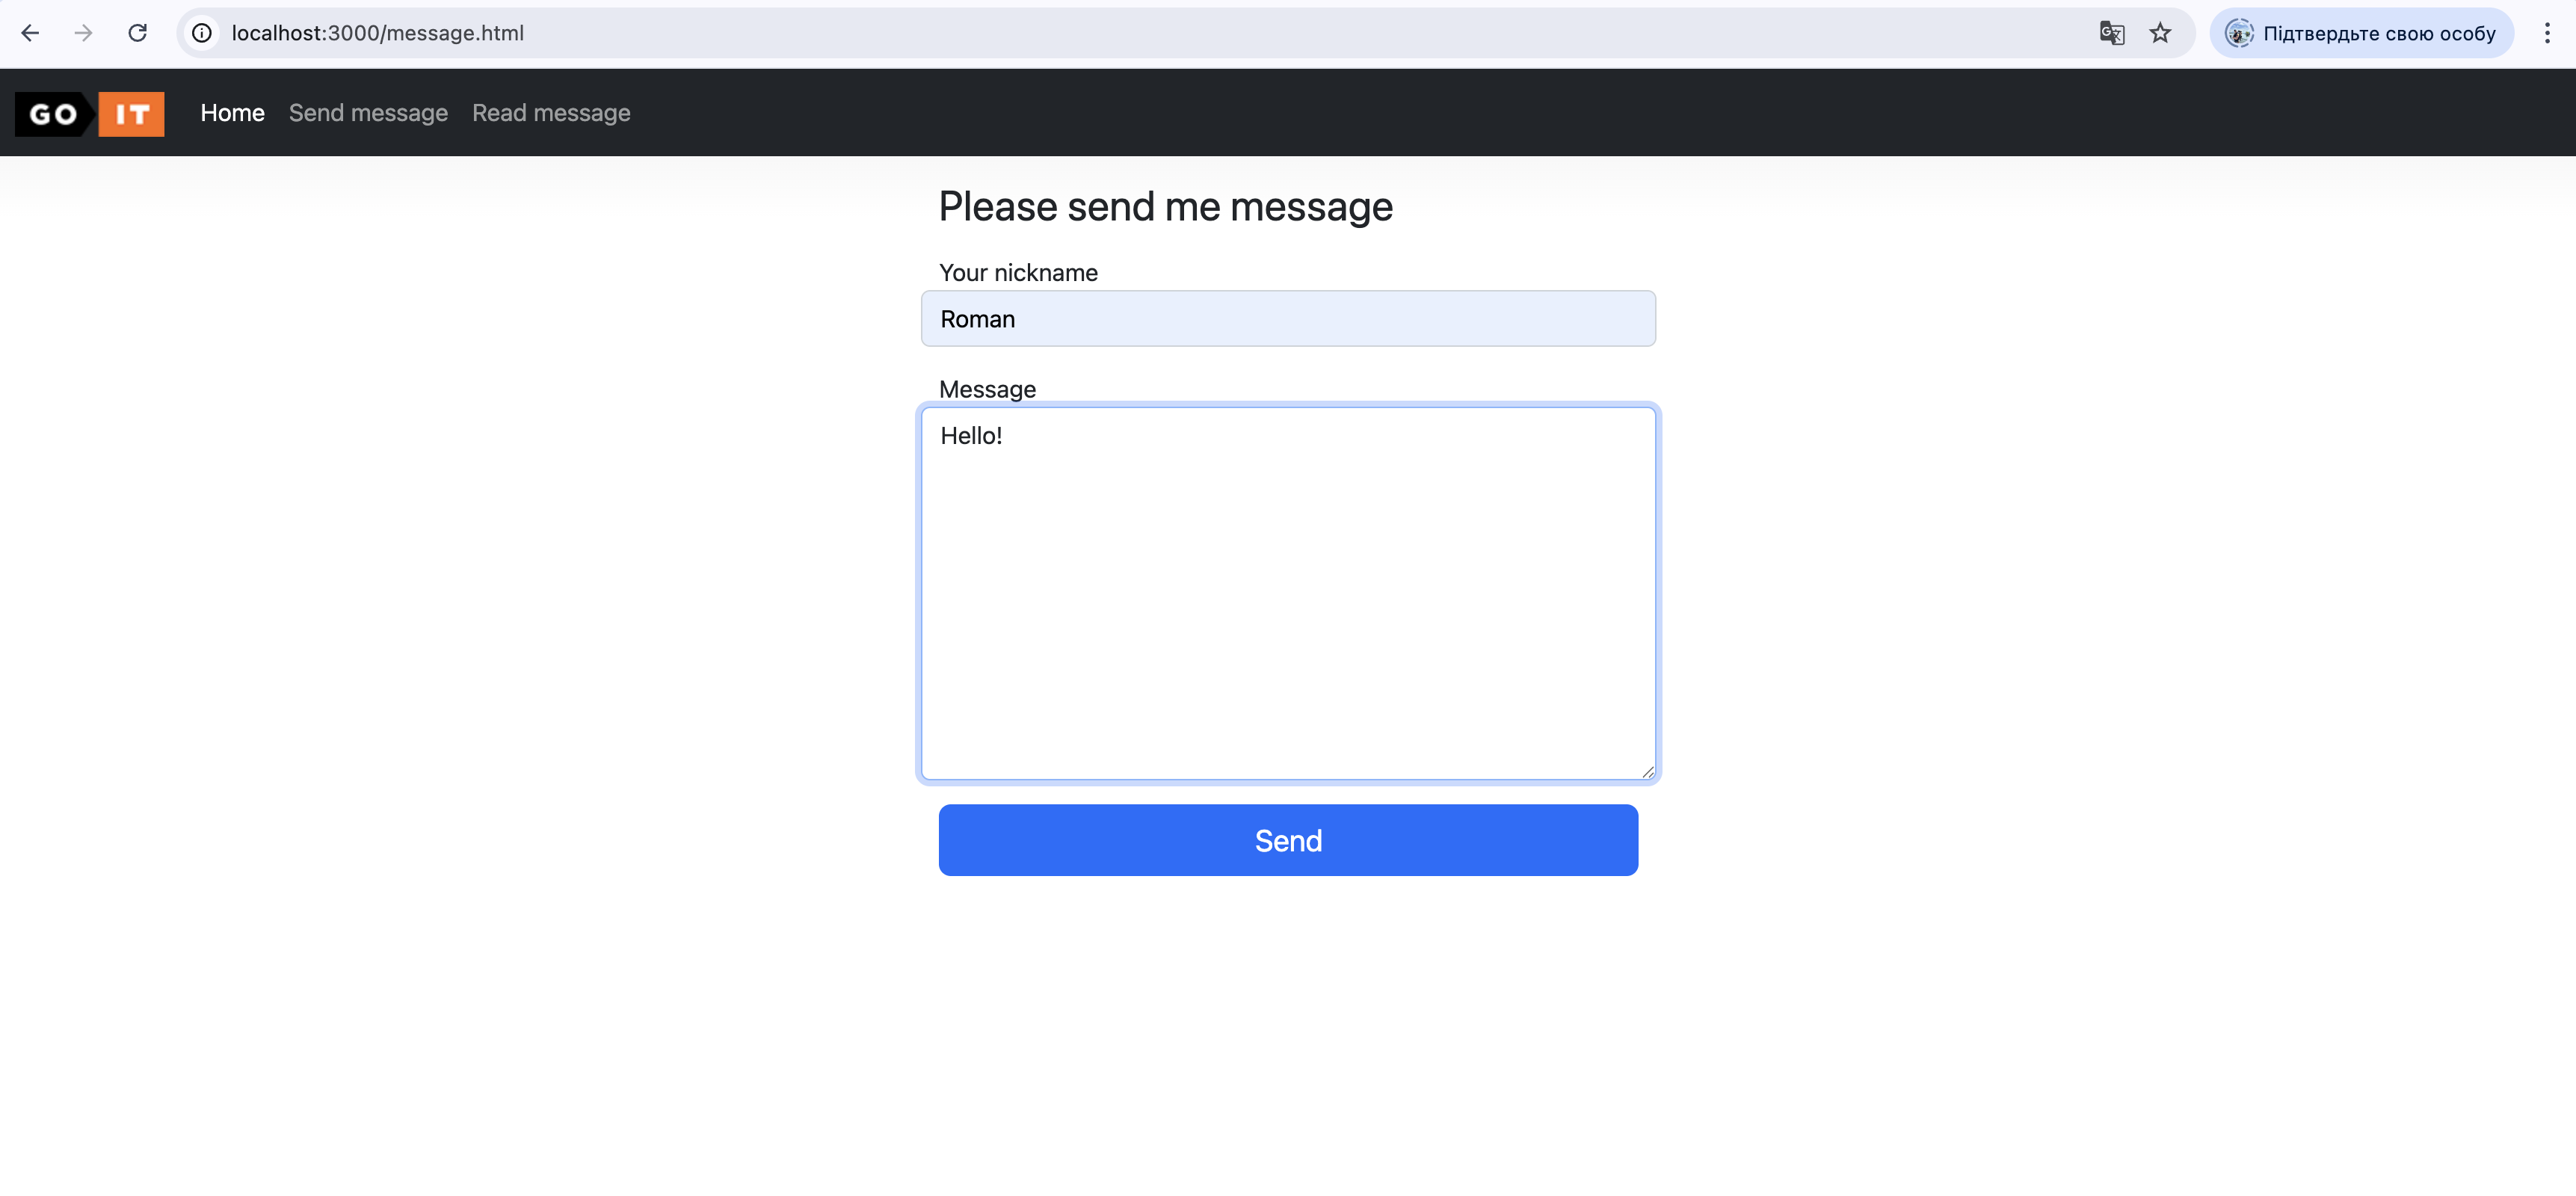 localhost:3000/message.html
Підтвердьте свою особу
GO IT Home Send message Read message
Please send me message
Your nickname
Roman
Message
Hello!
Send